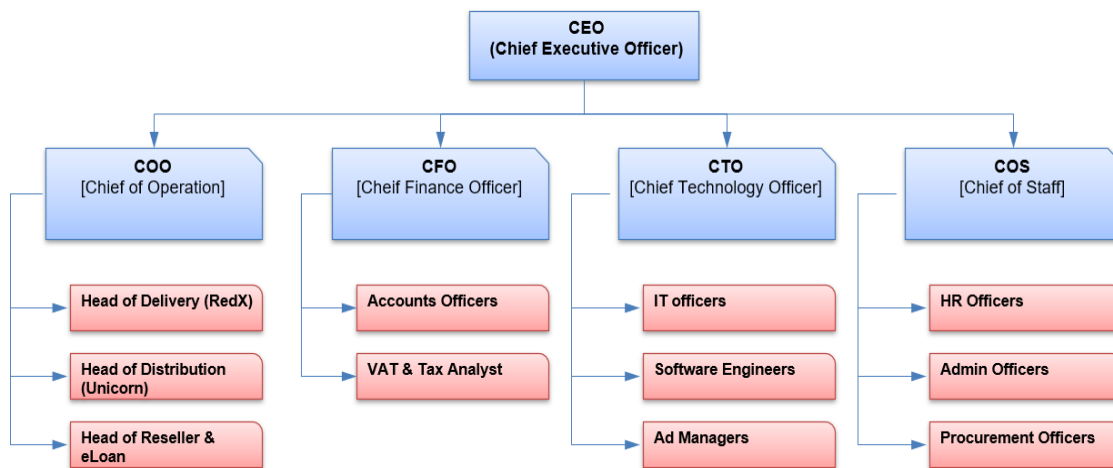 CEO
(Chief Executive Officer)
COO
[Chief of Operation]
CFO
[Cheif Finance Officer]
CTO
[Chief Technology Officer]
COS
[Chief of Staff]
Head of Delivery (RedX)
Accounts Officers
IT officers
HR Officers
Head of Distribution
(Unicorn)
VAT & Tax Analyst
Software Engineers
Admin Officers
Head of Reseller &
eLoan
Ad Managers
Procurement Officers